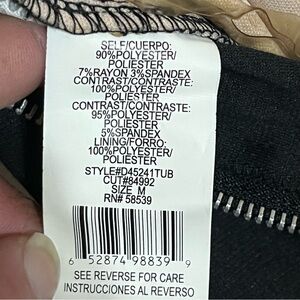 SELF/CUERPO:
90%POLYESTER/
POLIESTER
7%RAYON 3%SPANDEX
CONTRAST/CONTRASTE:
100%POLYESTER/
POLIESTER
CONTRAST/CONTRASTE:
95%POLYESTER/
POLIESTER
5%SPANDEX
LINING/FORRO:
100%POLYESTER/
POLIESTER
STYLE#D45241TUB
CUT#84992
SIZE M
RN# 58539
6 52874 98839 9
SEE REVERSE FOR CARE
INSTRUCCIONES AL REVERSO